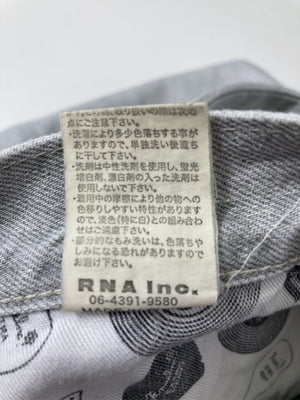 点にご注意下さい。
・洗濯により多少色落ちする事が
ありますので、単独洗い後直ち
に干して下さい。
・洗剤は中性洗剤を使用し、蛍光
増白剤、漂白剤の入った洗剤は
使用しないで下さい。
・着用中の摩擦により他の物への
色移りしやすい特性があります
ので、淡色(特に白)との組み合
せはご遠慮下さい。
・部分的なもみ洗いは、色落ちや
しみになる恐れがありますので
お避け下さい。
RNA Inc.
06-4391-9580